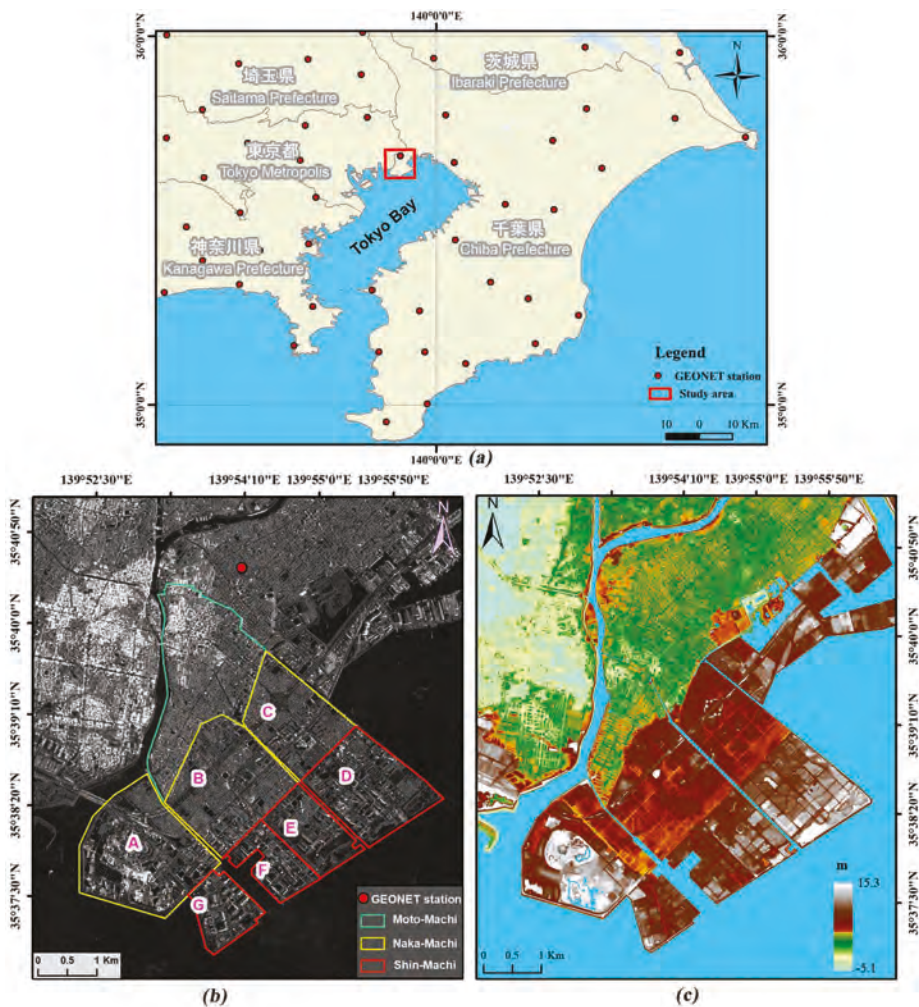 140°0'0"E
36°0'0"N
36°0'0"N
N
茨城県
Ibaraki Prefecture
埼玉県
Saitama Prefecture
東京都
Tokyo Metropolis
Tokyo Bay
千葉県
Chiba Prefecture
神奈川県
Kanagawa Prefecture
Legend
GEONET station
Study area
35°0'0"N
35°0'0"N
10 0 10 Km
140°0'0"E
(a)
139°52'30"E 139°54'10"E 139°55'0"E 139°55'50"E
N
35°40'50"N
35°40'0"N
35°39'10"N
35°38'20"N
35°37'30"N
C
B
D
A
E
F
G
GEONET station
Moto-Machi
Naka-Machi
Shin-Machi
0 0.5 1 Km
(b)
139°52'30"E 139°54'10"E 139°55'0"E 139°55'50"E
N
35°40'50"N
35°40'0"N
35°39'10"N
35°38'20"N
35°37'30"N
m
15.3
-5.1
0 0.5 1 Km
(c)